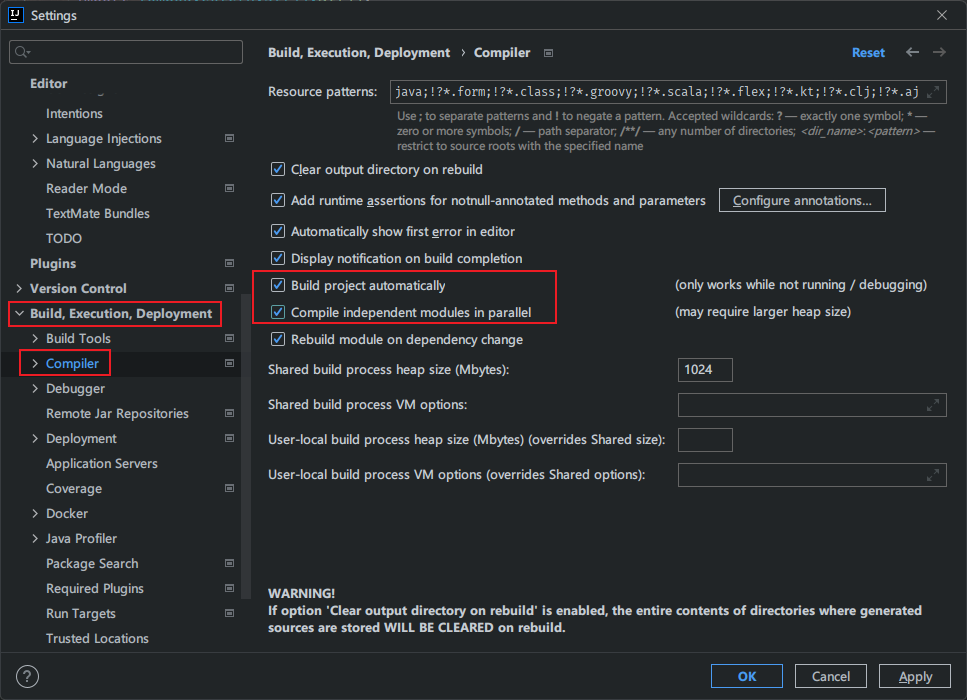 Settings
Editor
Intentions
Language Injections
Natural Languages
Reader Mode
TextMate Bundles
TODO
Plugins
Version Control
Build, Execution, Deployment
Build Tools
Compiler
Debugger
Remote Jar Repositories
Deployment
Application Servers
Coverage
Docker
Java Profiler
Package Search
Required Plugins
Run Targets
Trusted Locations
Build, Execution, Deployment › Compiler
Reset
Resource patterns: java;!?*.form;!?*.class;!?*.groovy;!?*.scala;!?*.flex;!?*.kt;!?*.clj;!?*.aj
Use ; to separate patterns and ! to negate a pattern. Accepted wildcards: ? — exactly one symbol; * —
zero or more symbols; / — path separator; /**/ — any number of directories; <dir_name>:<pattern> —
restrict to source roots with the specified name
Clear output directory on rebuild
Add runtime assertions for notnull-annotated methods and parameters Configure annotations...
Automatically show first error in editor
Display notification on build completion
Build project automatically (only works while not running / debugging)
Compile independent modules in parallel (may require larger heap size)
Rebuild module on dependency change
Shared build process heap size (Mbytes): 1024
Shared build process VM options:
User-local build process heap size (Mbytes) (overrides Shared size):
User-local build process VM options (overrides Shared options):
WARNING!
If option 'Clear output directory on rebuild' is enabled, the entire contents of directories where generated
sources are stored WILL BE CLEARED on rebuild.
? OK Cancel Apply